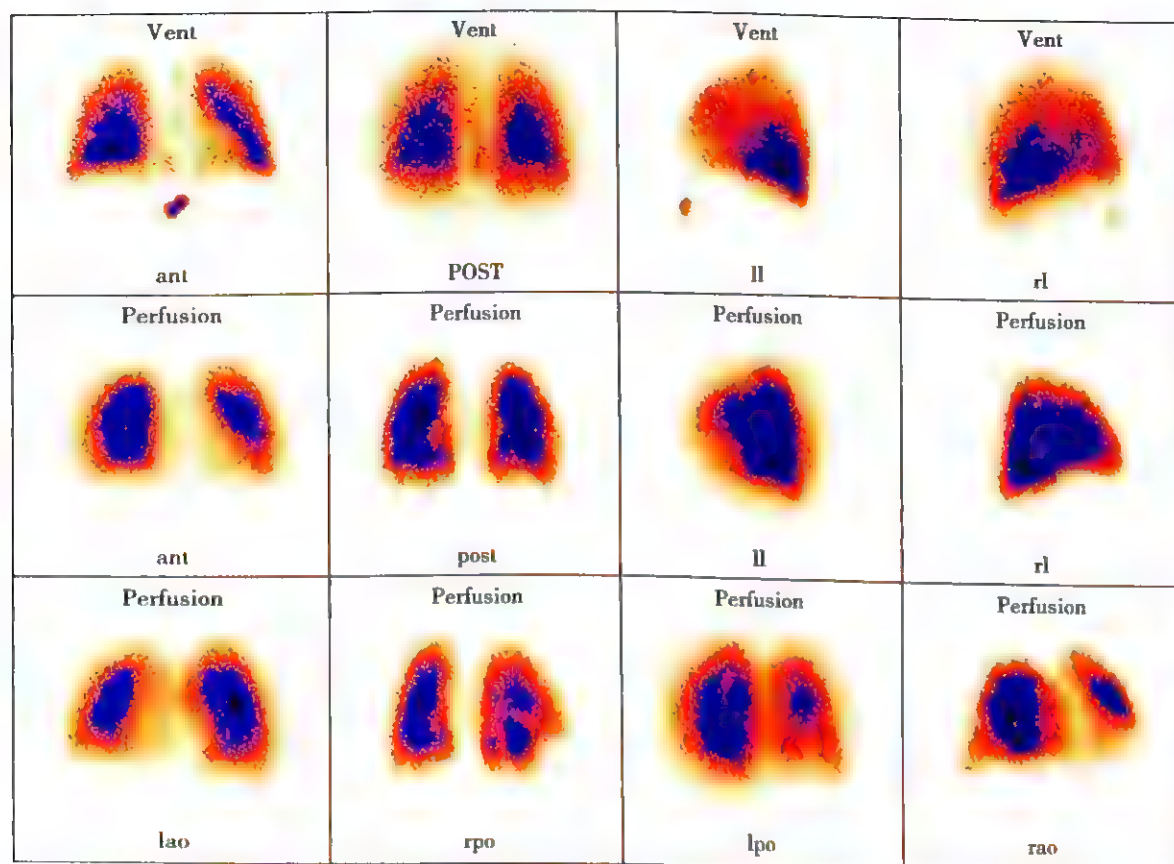 Vent
Vent
Vent
Vent
ant
POST
ll
rl
Perfusion
Perfusion
Perfusion
Perfusion
ant
post
ll
rl
Perfusion
Perfusion
Perfusion
Perfusion
lao
rpo
lpo
rao